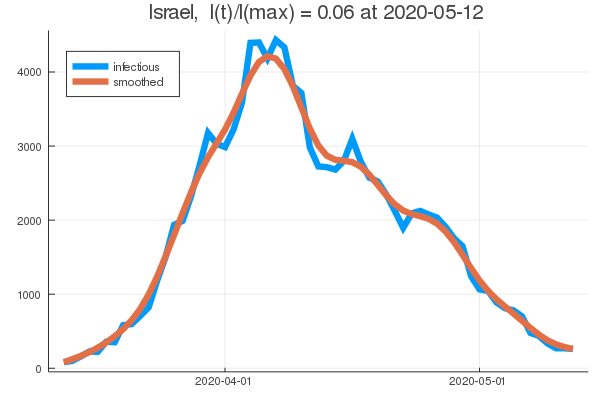 Israel, I(t)/I(max) = 0.06 at 2020-05-12
infectious
smoothed
4000
3000
2000
1000
0
2020-04-01
2020-05-01